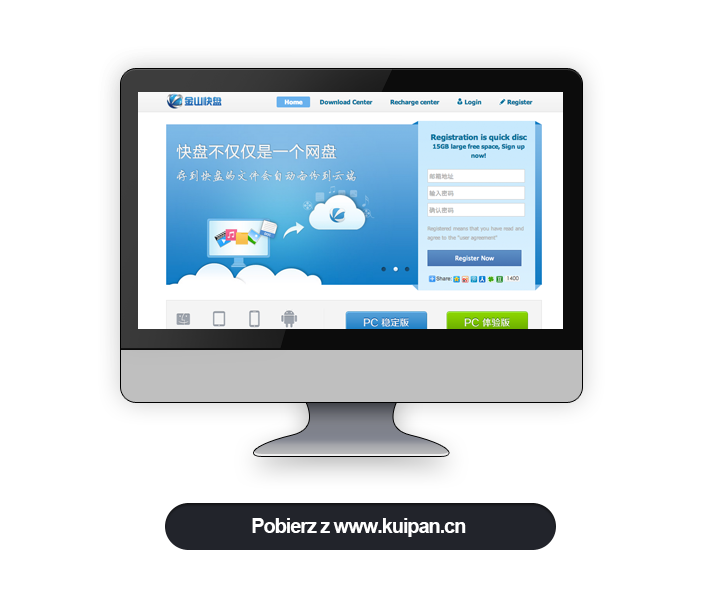 金山快盘
Home Download Center Recharge center Login Register
快盘不仅仅是一个网盘
存到快盘的文件会自动备份到云端
Registration is quick disc
15GB large free space, Sign up
now!
邮箱地址
输入密码
确认密码
Registered means that you have read and
agree to the "user agreement"
Register Now
Share: 1400
PC 稳定版
PC 体验版
Pobierz z www.kuipan.cn